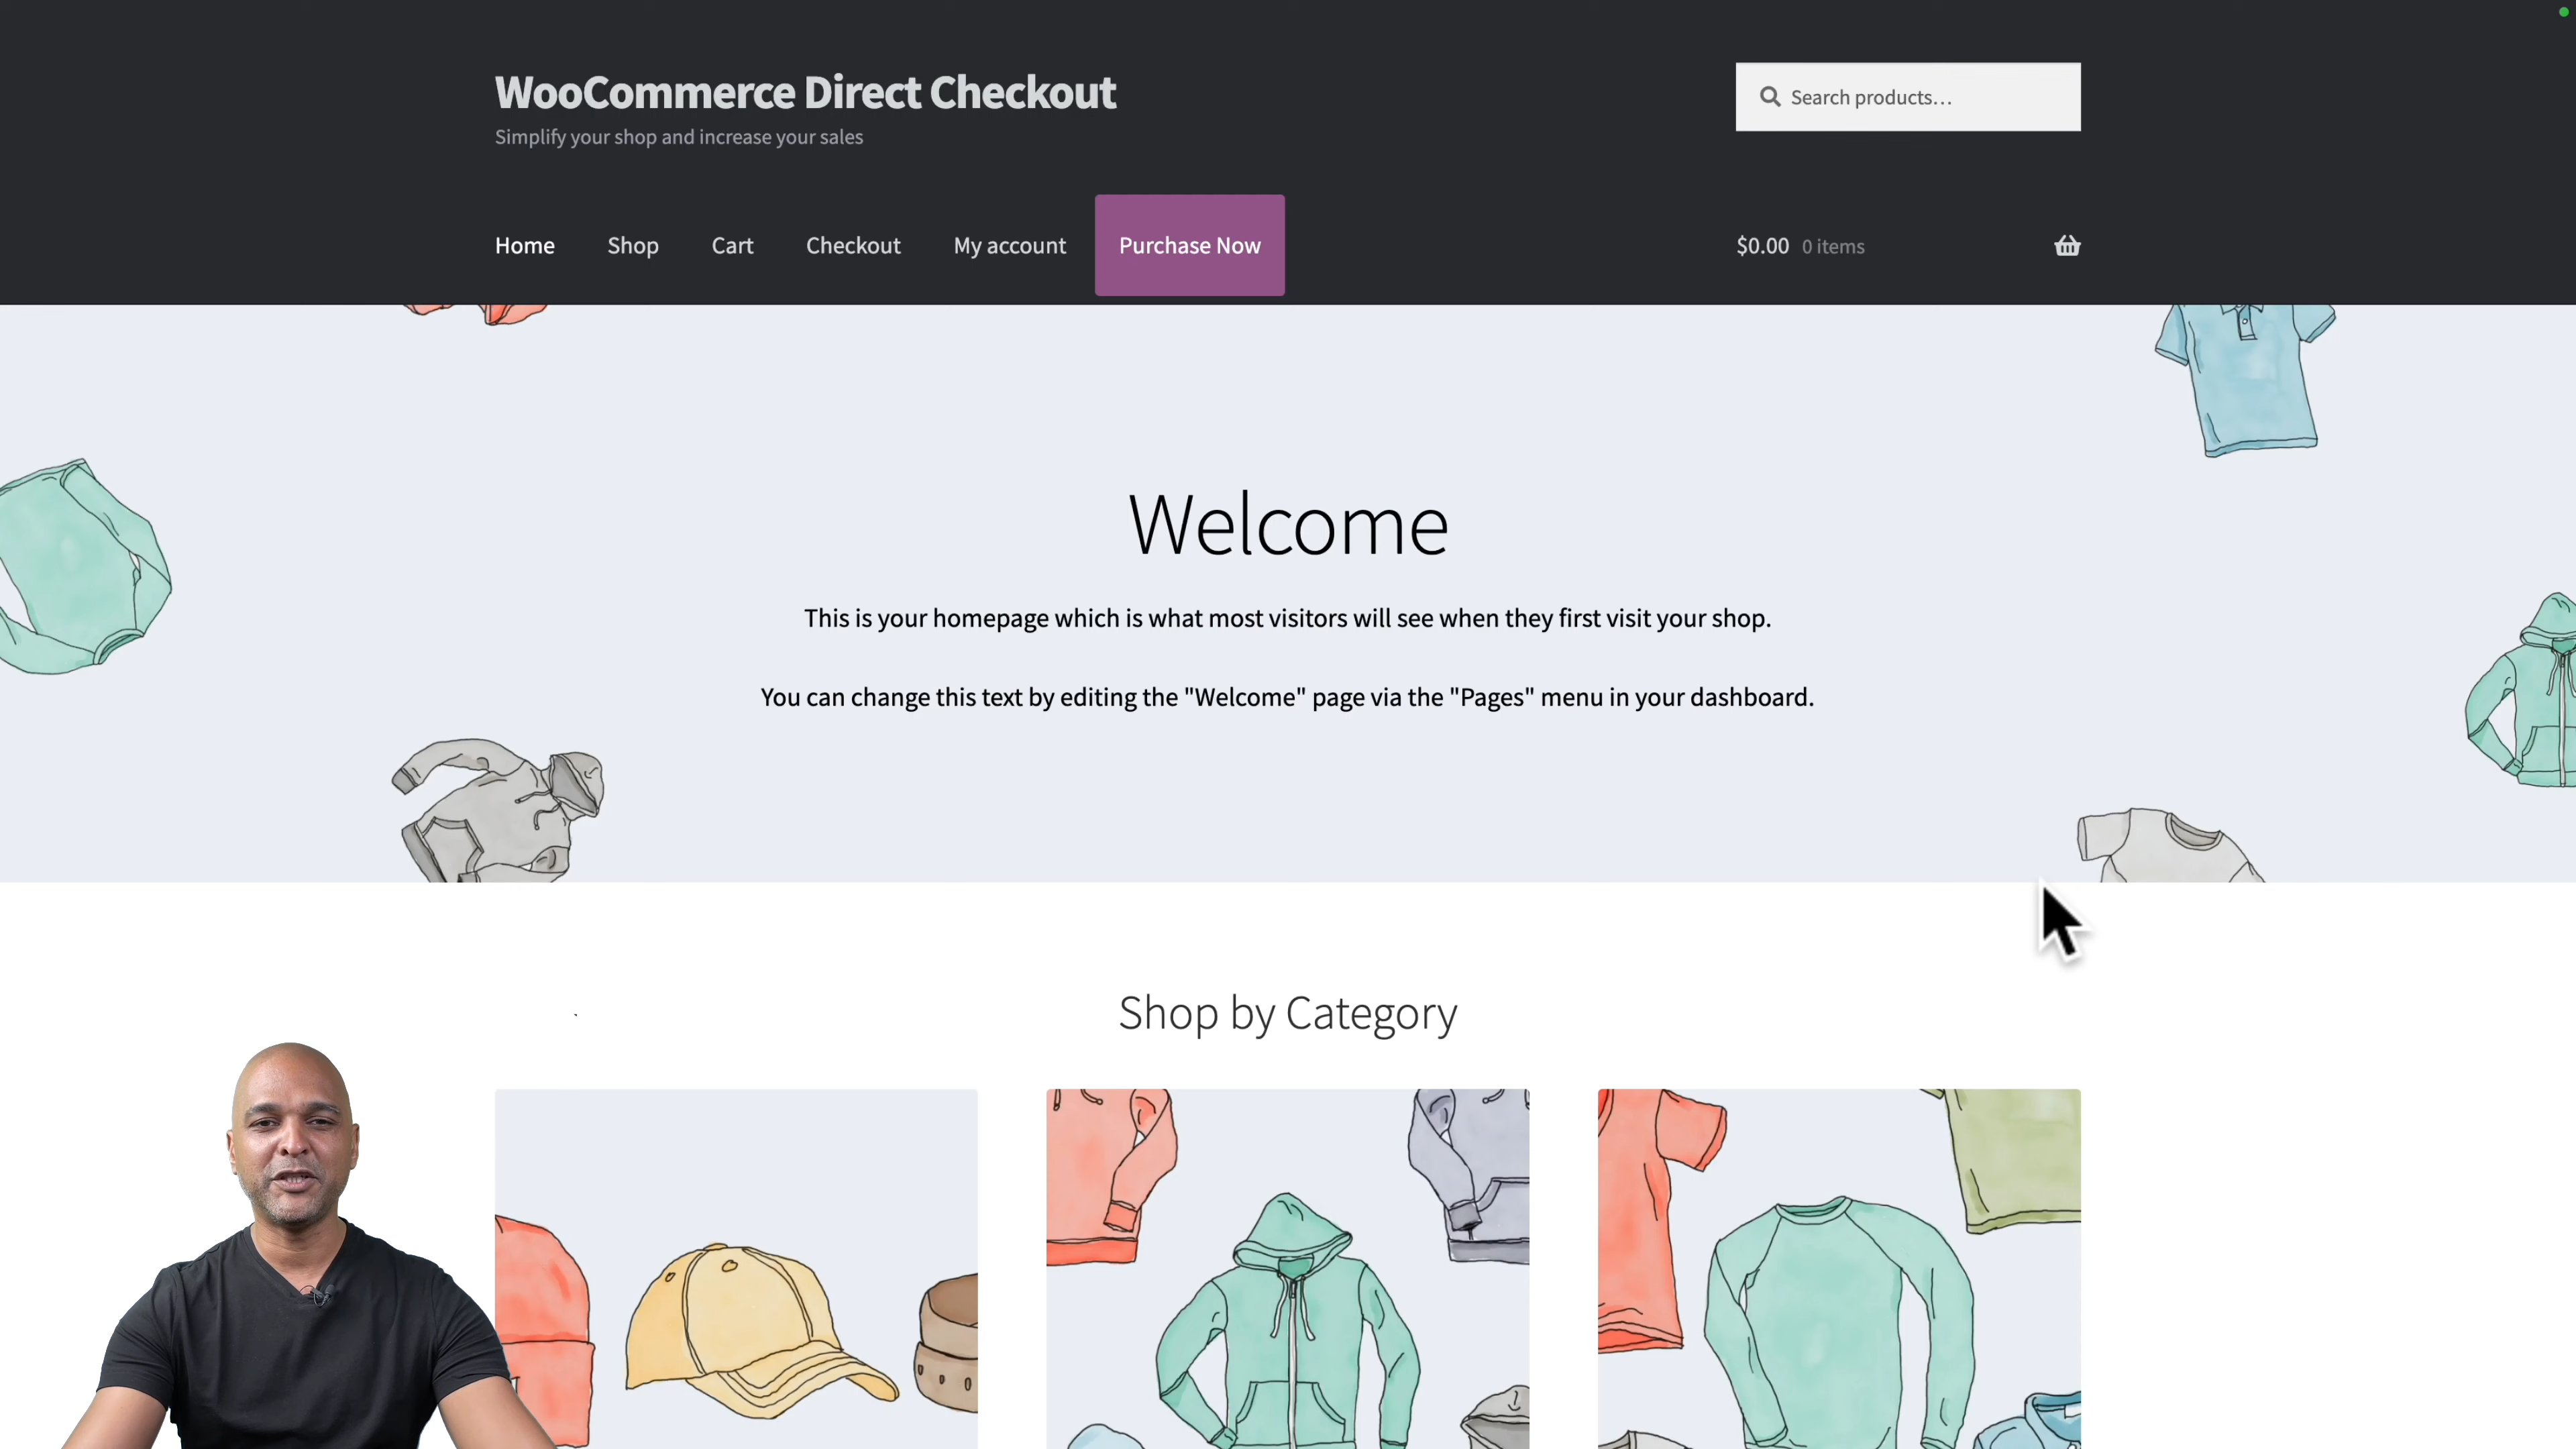 WooCommerce Direct Checkout
Simplify your shop and increase your sales
Search products…
Home Shop Cart Checkout My account Purchase Now
$0.00 0 items
Welcome
This is your homepage which is what most visitors will see when they first visit your shop.
You can change this text by editing the "Welcome" page via the "Pages" menu in your dashboard.
Shop by Category